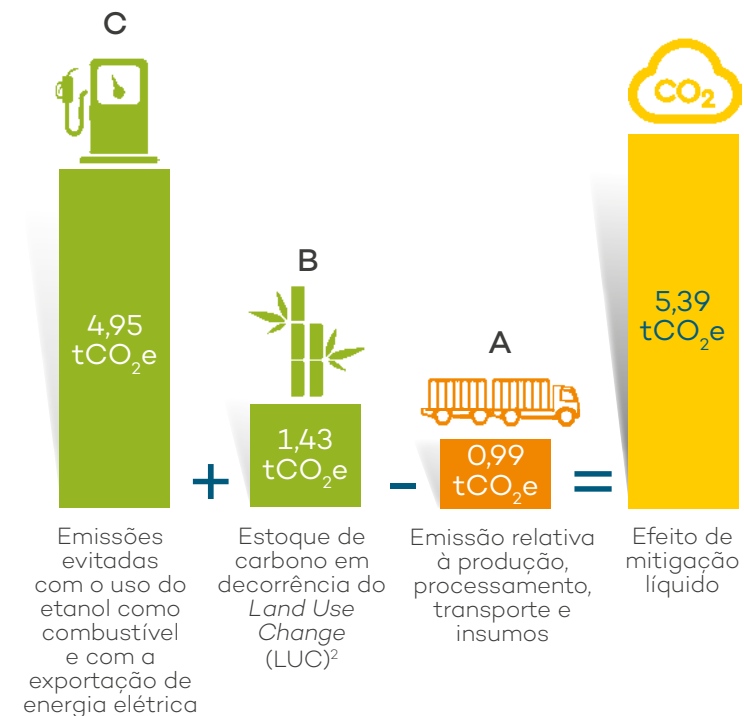 C
4,95
tCO₂e
Emissões
evitadas
com o uso do
etanol como
combustível
e com a
exportação de
energia elétrica
+
B
1,43
tCO₂e
Estoque de
carbono em
decorrência do
Land Use
Change
(LUC)²
-
A
0,99
tCO₂e
Emissão relativa
à produção,
processamento,
transporte e
insumos
=
CO₂
5,39
tCO₂e
Efeito de
mitigação
líquido